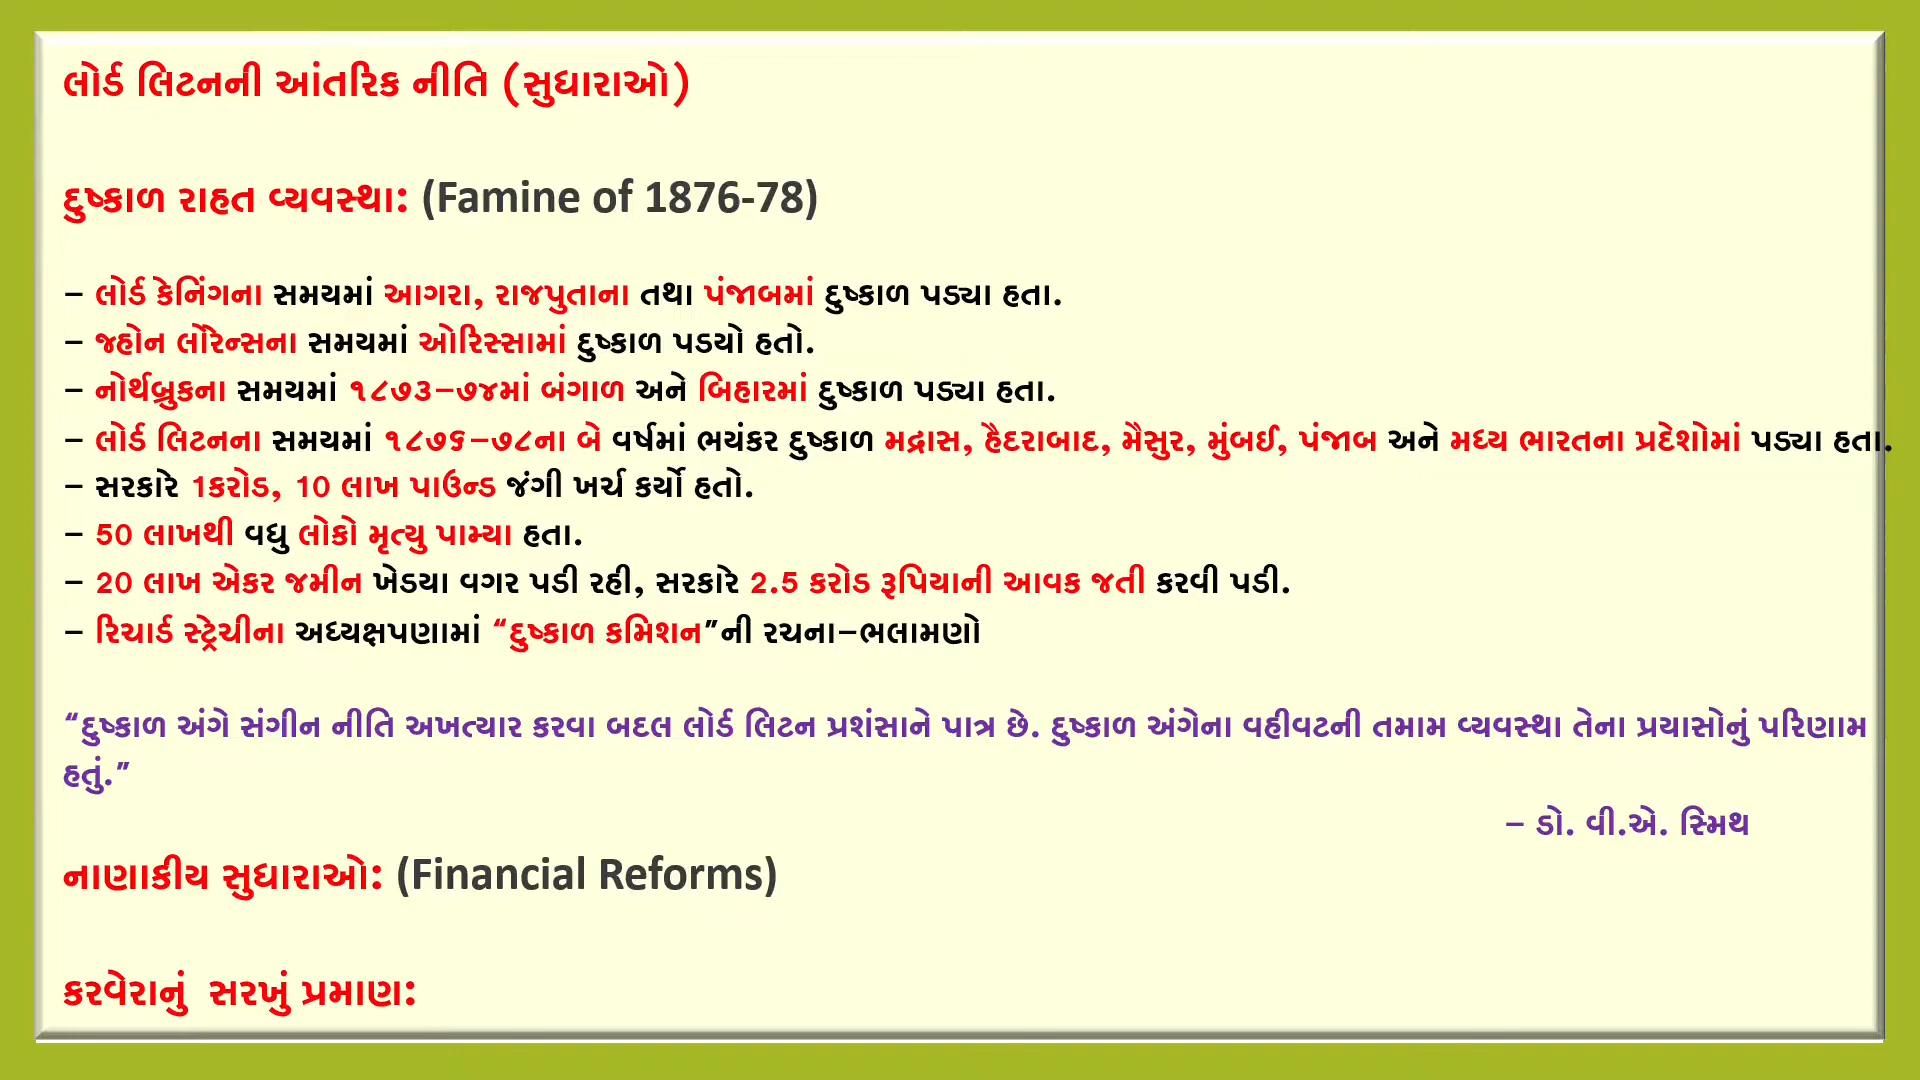 લોર્ડ લિટનની આંતરિક નીતિ (સુધારાઓ)
દુષ્કાળ રાહત વ્યવસ્થા: (Famine of 1876-78)
– લોર્ડ કેનિંગના સમયમાં આગરા, રાજપુતાના તથા પંજાબમાં દુષ્કાળ પડ્યા હતા.
– જ્હોન લૉરેન્સના સમયમાં ઓરિસ્સામાં દુષ્કાળ પડયો હતો.
– નોર્થબ્રુકના સમયમાં ૧૮૭૩–૭૪માં બંગાળ અને બિહારમાં દુષ્કાળ પડ્યા હતા.
– લોર્ડ લિટનના સમયમાં ૧૮૭૬–૭૮ના બે વર્ષમાં ભયંકર દુષ્કાળ મદ્રાસ, હૈદરાબાદ, મૈસુર, મુંબઈ, પંજાબ અને મધ્ય ભારતના પ્રદેશોમાં પડ્યા હતા.
– સરકારે 1કરોડ, 10 લાખ પાઉન્ડ જંગી ખર્ચ કર્યો હતો.
– 50 લાખથી વધુ લોકો મૃત્યુ પામ્યા હતા.
– 20 લાખ એકર જમીન ખેડયા વગર પડી રહી, સરકારે 2.5 કરોડ રૂપિયાની આવક જતી કરવી પડી.
– રિચાર્ડ સ્ટ્રેચીના અધ્યક્ષપણામાં “દુષ્કાળ કમિશન”ની રચના–ભલામણો
“દુષ્કાળ અંગે સંગીન નીતિ અખત્યાર કરવા બદલ લોર્ડ લિટન પ્રશંસાને પાત્ર છે. દુષ્કાળ અંગેના વહીવટની તમામ વ્યવસ્થા તેના પ્રયાસોનું પરિણામ
હતું.”
– ડો. વી.એ. સ્મિથ
નાણાકીય સુધારાઓ: (Financial Reforms)
કરવેરાનું સરખું પ્રમાણ: